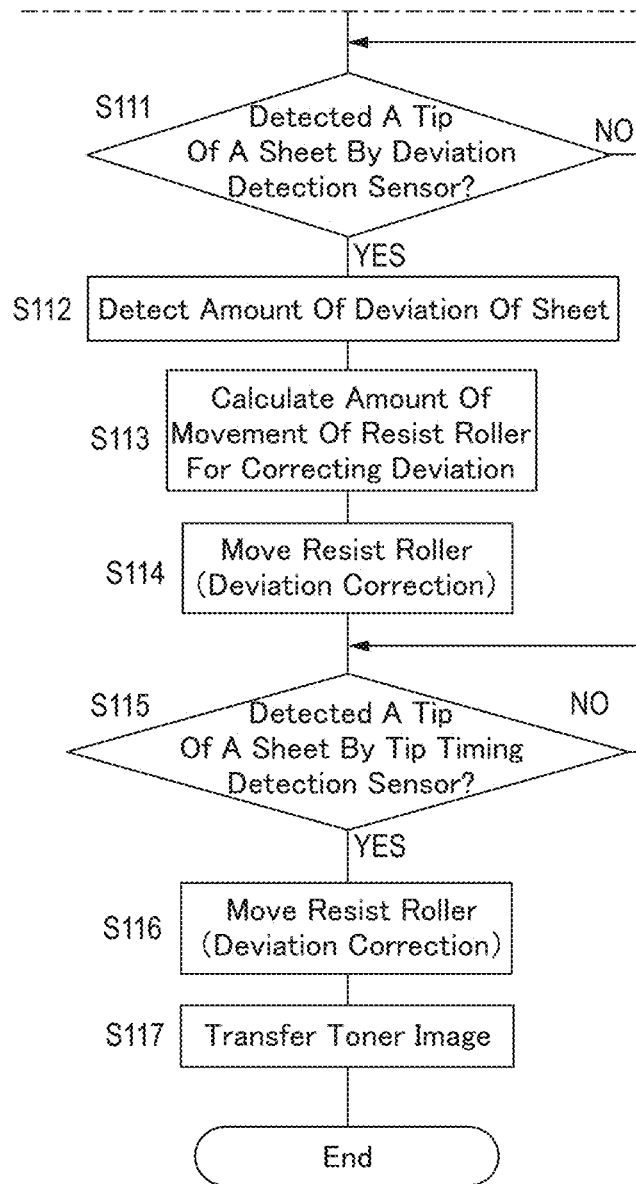 S111
Detected A Tip
Of A Sheet By Deviation
Detection Sensor?
NO
YES
S112
Detect Amount Of Deviation Of Sheet
S113
Calculate Amount Of
Movement Of Resist Roller
For Correcting Deviation
S114
Move Resist Roller
(Deviation Correction)
S115
Detected A Tip
Of A Sheet By Tip Timing
Detection Sensor?
NO
YES
S116
Move Resist Roller
(Deviation Correction)
S117
Transfer Toner Image
End